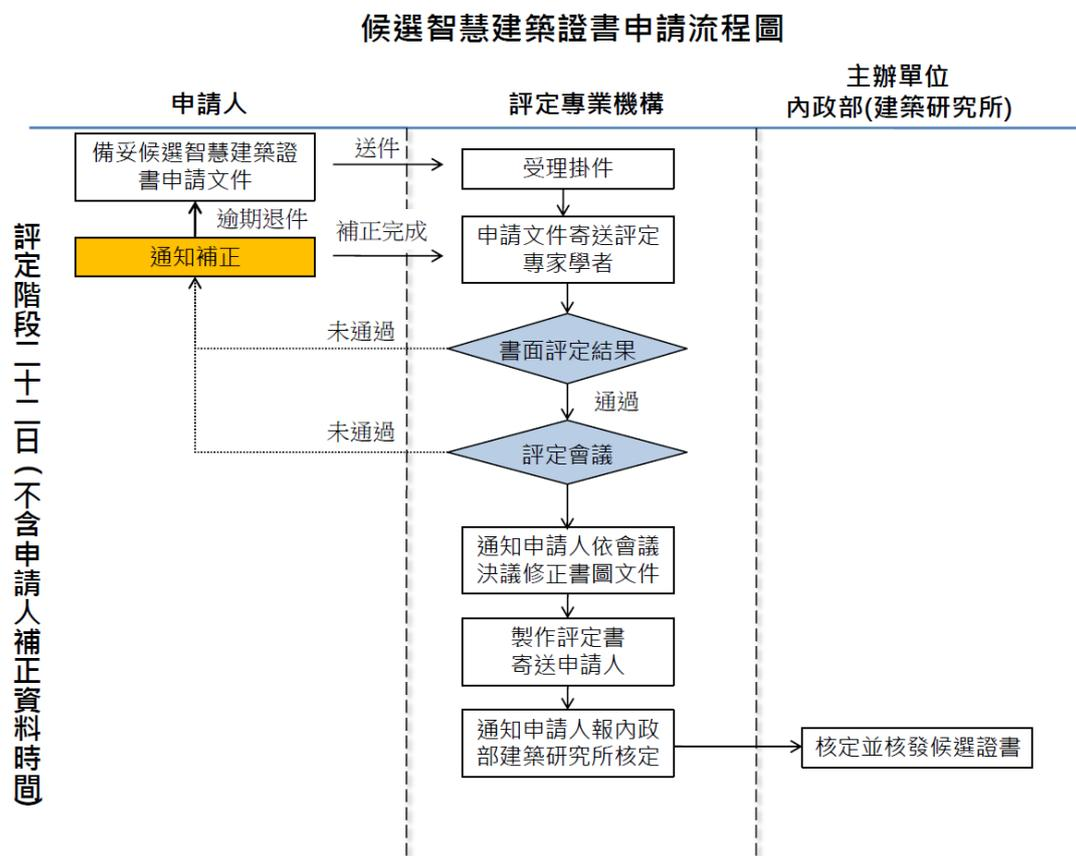 候選智慧建築證書申請流程圖
申請人
評定專業機構
主辦單位
內政部(建築研究所)
評定階段二十二日(不含申請人補正資料時間)
備妥候選智慧建築證
書申請文件
送件
受理掛件
逾期退件
通知補正
補正完成
申請文件寄送評定
專家學者
未通過
書面評定結果
通過
未通過
評定會議
通知申請人依會議
決議修正書圖文件
製作評定書
寄送申請人
通知申請人報內政
部建築研究所核定
核定並核發候選證書